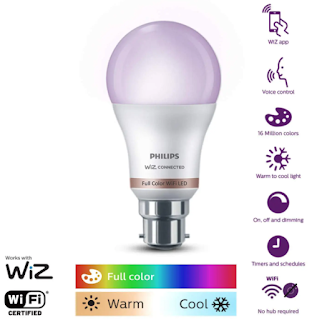 WiZ app
Voice control
16 Million colors
Warm to cool light
On, off and dimming
Timers and schedules
WiFi
No hub required
PHILIPS
WiZ CONNECTED
Full Color Wi-Fi LED
Works with
WiZ
Wi Fi
CERTIFIED
Full color
Warm
Cool